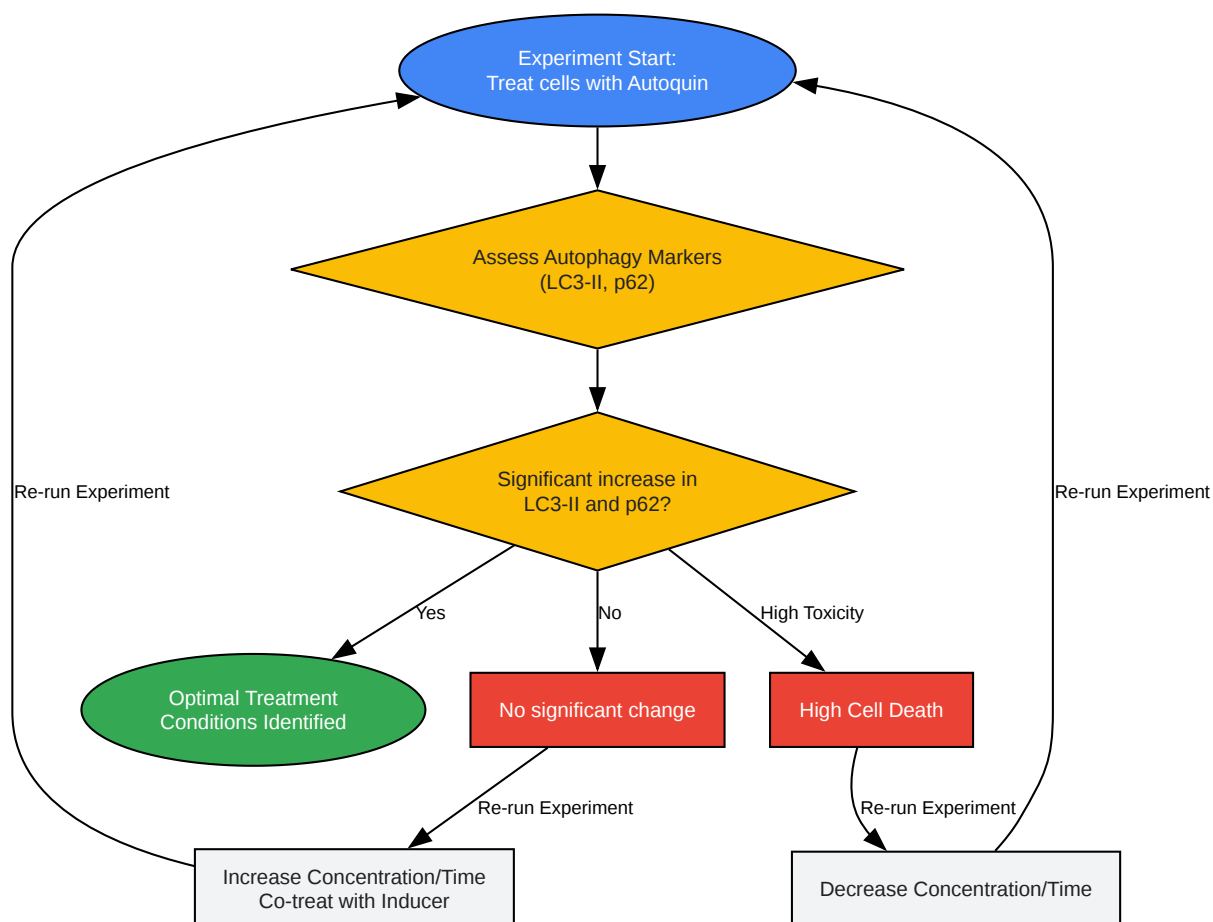 Experiment Start:
Treat cells with Autoquin
Assess Autophagy Markers
(LC3-II, p62)
Significant increase in
LC3-II and p62?
Re-run Experiment
Re-run Experiment
Yes
No
High Toxicity
Optimal Treatment
Conditions Identified
No significant change
High Cell Death
Re-run Experiment
Re-run Experiment
Increase Concentration/Time
Co-treat with Inducer
Decrease Concentration/Time